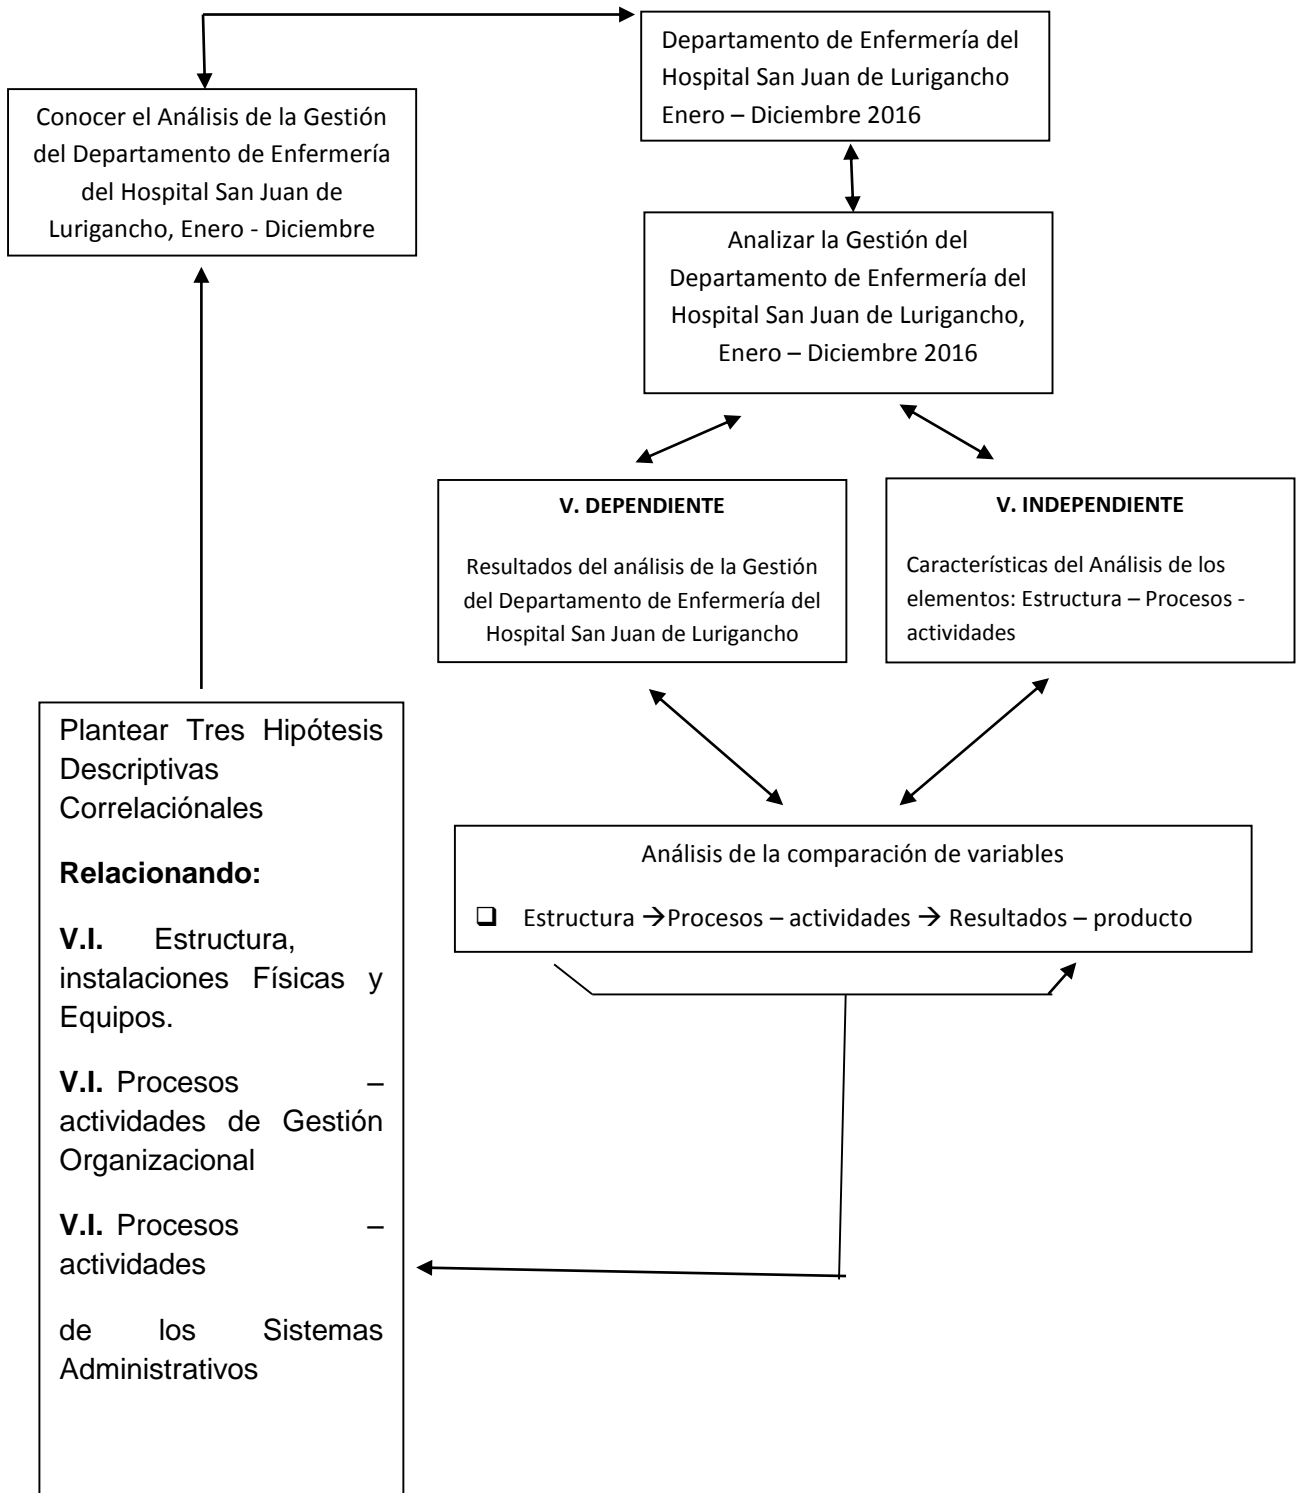 Departamento de Enfermería del
Hospital San Juan de Lurigancho
Enero – Diciembre 2016
Conocer el Análisis de la Gestión
del Departamento de Enfermería
del Hospital San Juan de
Lurigancho, Enero - Diciembre
Analizar la Gestión del
Departamento de Enfermería del
Hospital San Juan de Lurigancho,
Enero – Diciembre 2016
V. DEPENDIENTE
Resultados del análisis de la Gestión
del Departamento de Enfermería del
Hospital San Juan de Lurigancho
V. INDEPENDIENTE
Características del Análisis de los
elementos: Estructura – Procesos -
actividades
Análisis de la comparación de variables
❑ Estructura →Procesos – actividades → Resultados – producto
Plantear Tres Hipótesis
Descriptivas
Correlaciónales
Relacionando:
V.I. Estructura,
instalaciones Físicas y
Equipos.
V.I. Procesos –
actividades de Gestión
Organizacional
V.I. Procesos –
actividades
de los Sistemas
Administrativos